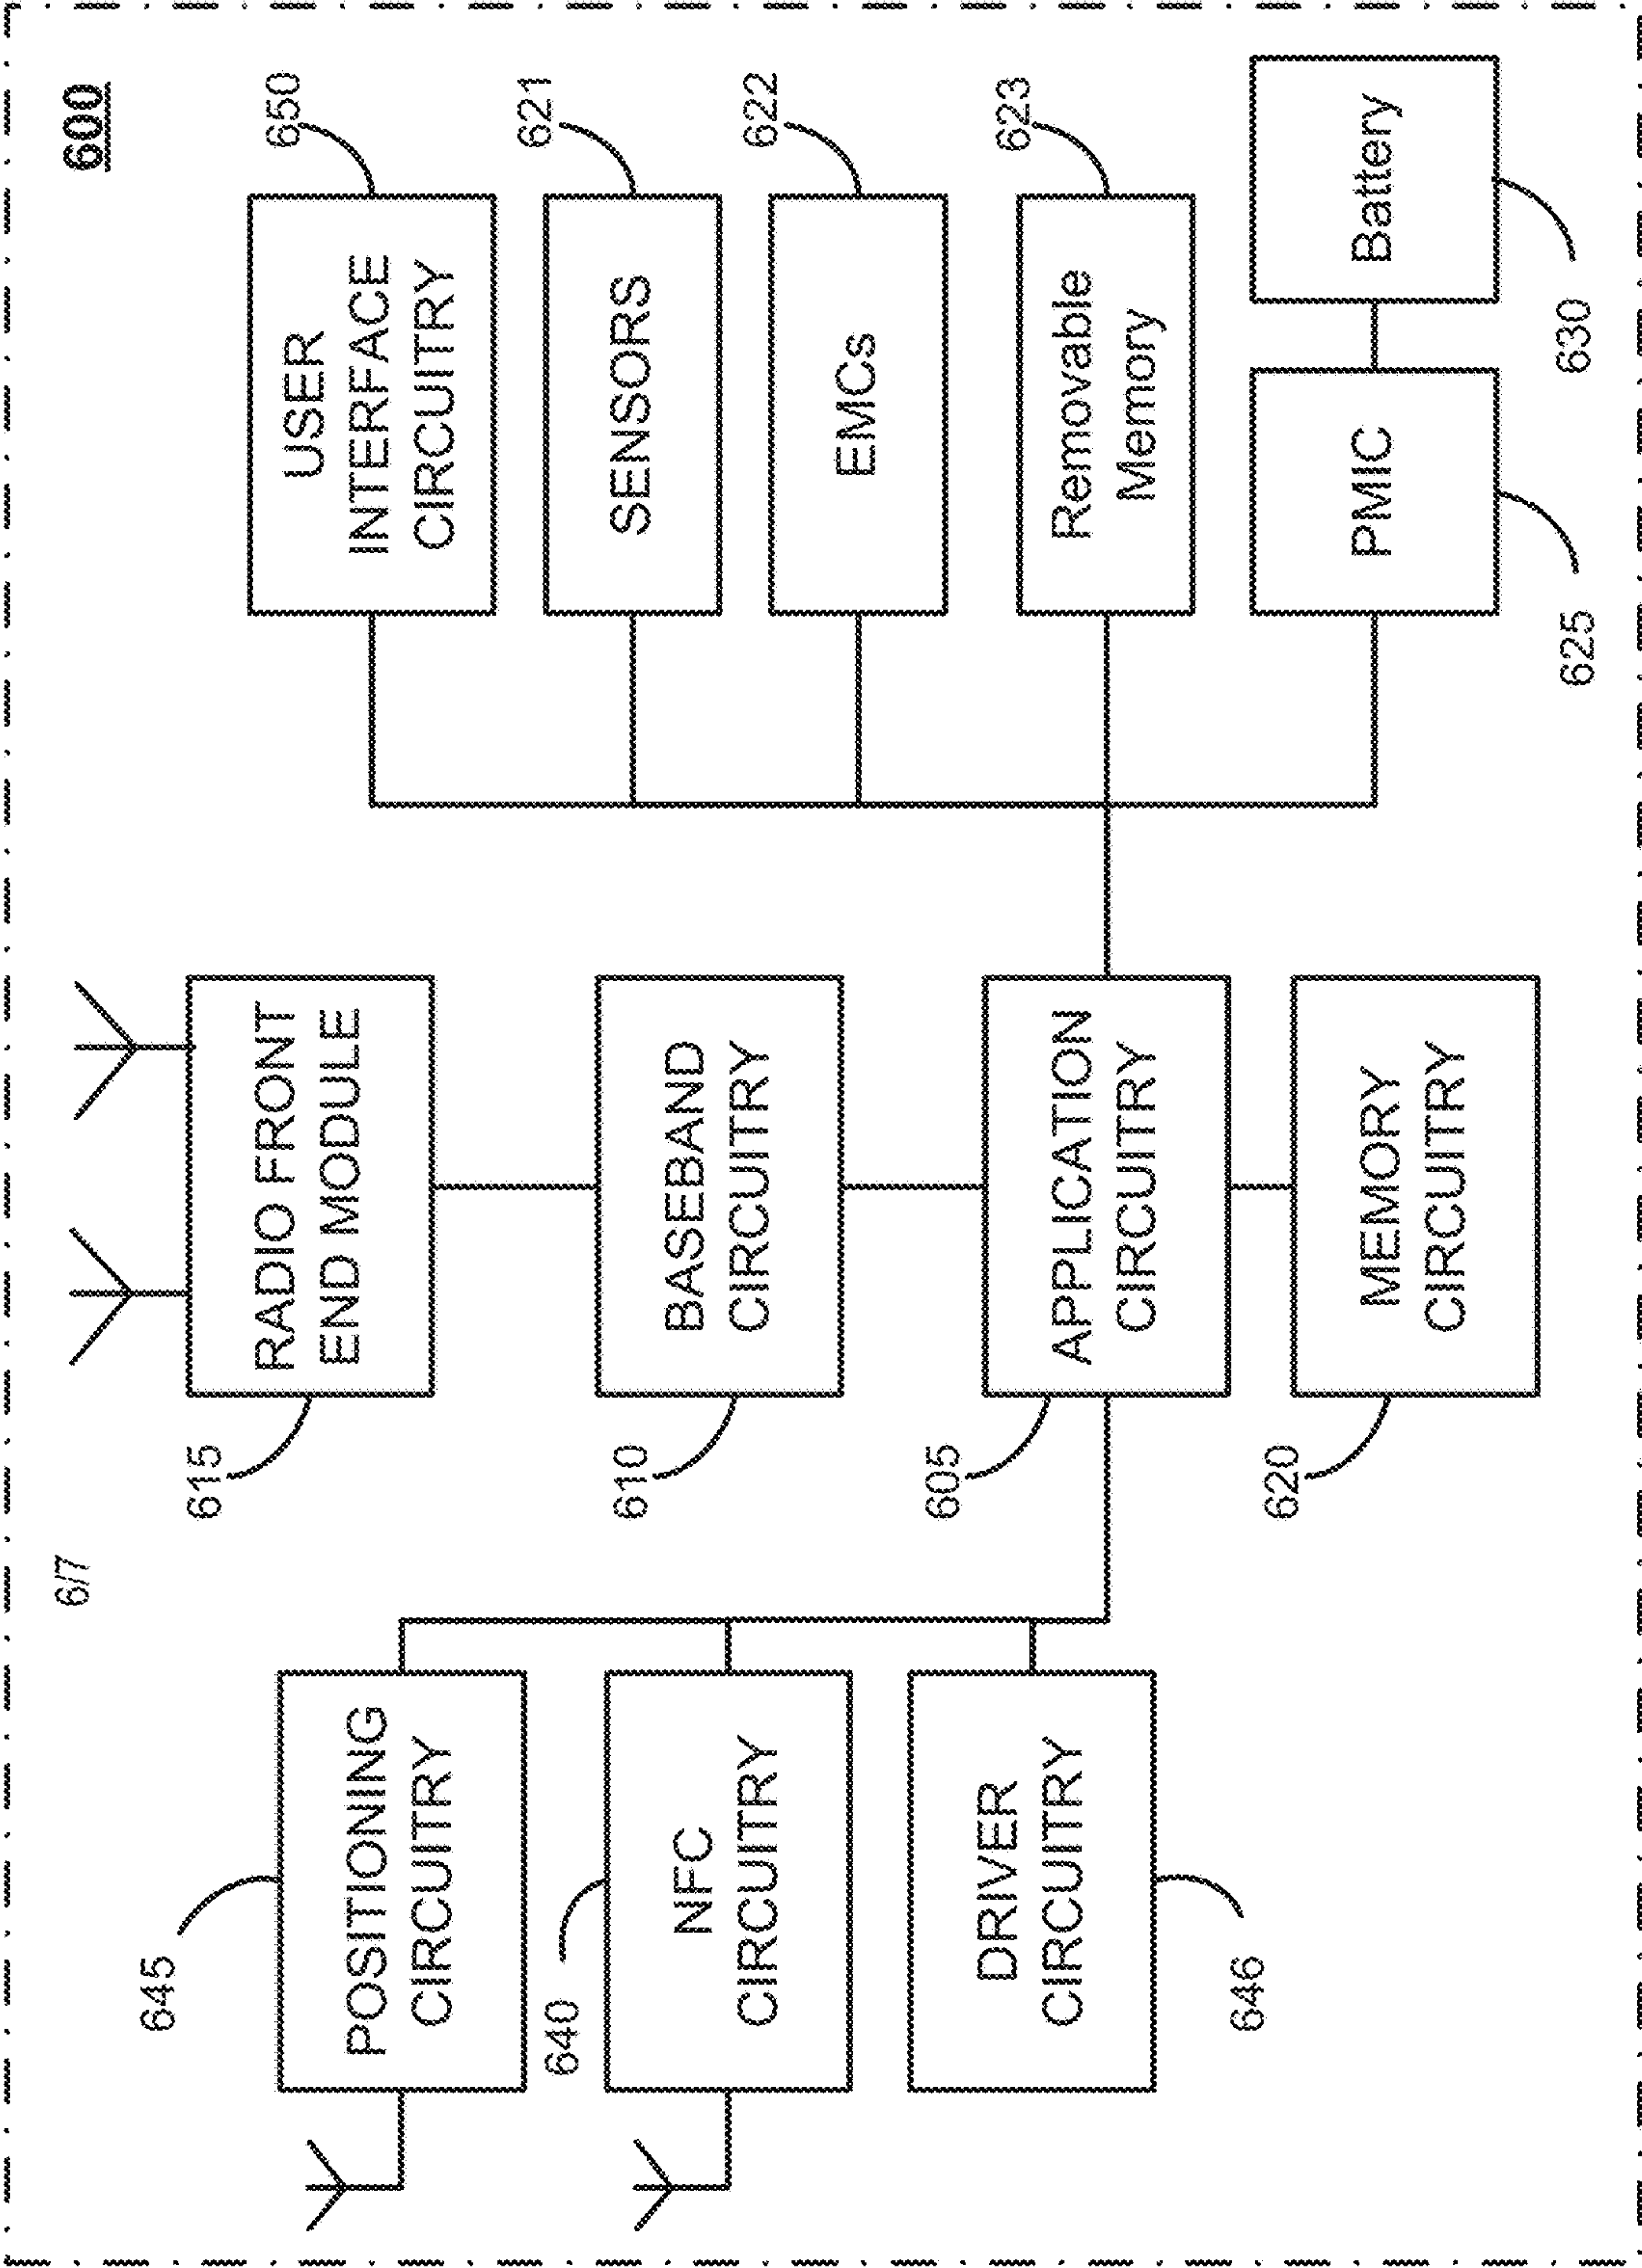 6/7
600
645
POSITIONING
CIRCUITRY
640
NFC
CIRCUITRY
DRIVER
CIRCUITRY
646
615
RADIO FRONT
END MODULE
610
BASEBAND
CIRCUITRY
605
APPLICATION
CIRCUITRY
620
MEMORY
CIRCUITRY
650
USER
INTERFACE
CIRCUITRY
621
SENSORS
622
EMCs
623
Removable
Memory
PMIC
625
Battery
630